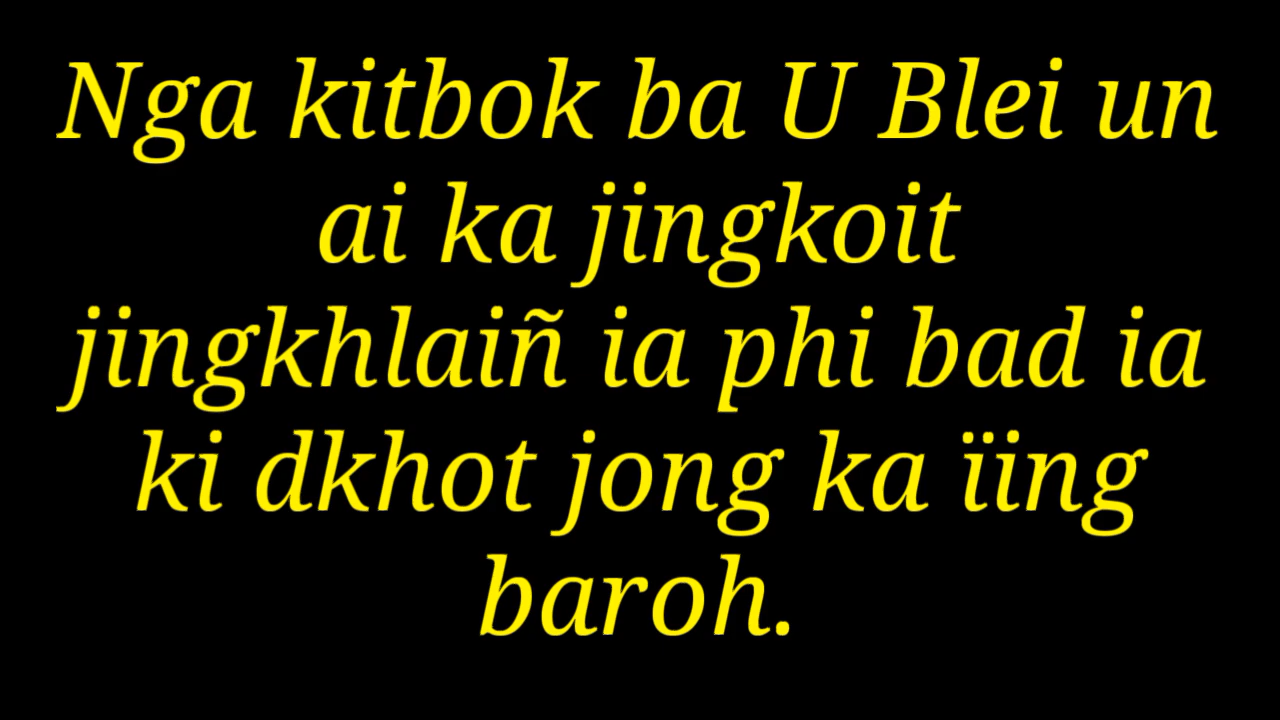 Nga kitbok ba U Blei un
ai ka jingkoit
jingkhlaiñ ia phi bad ia
ki dkhot jong ka ïing
baroh.